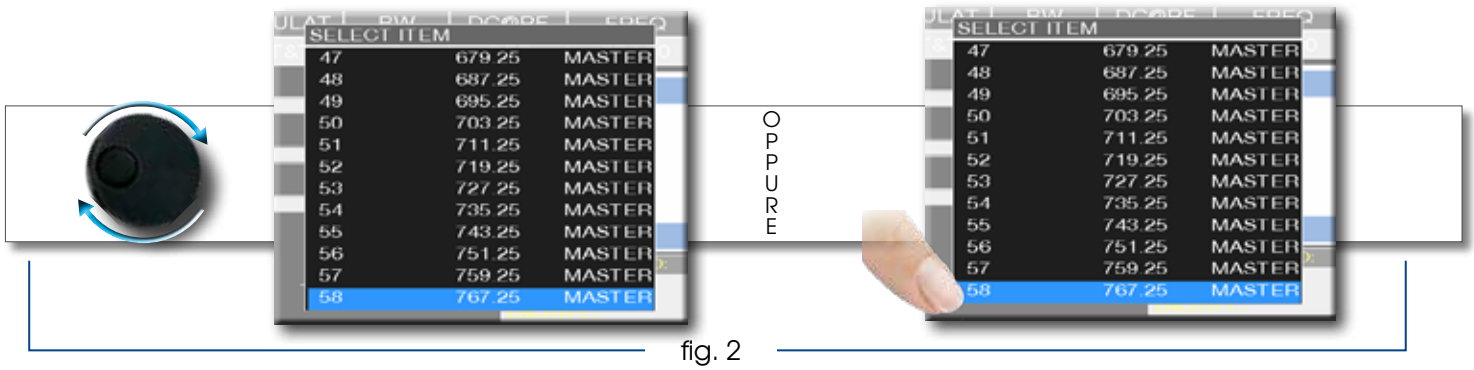 SELECT ITEM
47 679.25 MASTER
48 687.25 MASTER
49 695.25 MASTER
50 703.25 MASTER
51 711.25 MASTER
52 719.25 MASTER
53 727.25 MASTER
54 735.25 MASTER
55 743.25 MASTER
56 751.25 MASTER
57 759.25 MASTER
58 767.25 MASTER
OPPURE
SELECT ITEM
47 679.25 MASTER
48 687.25 MASTER
49 695.25 MASTER
50 703.25 MASTER
51 711.25 MASTER
52 719.25 MASTER
53 727.25 MASTER
54 735.25 MASTER
55 743.25 MASTER
56 751.25 MASTER
57 759.25 MASTER
58 767.25 MASTER
fig. 2